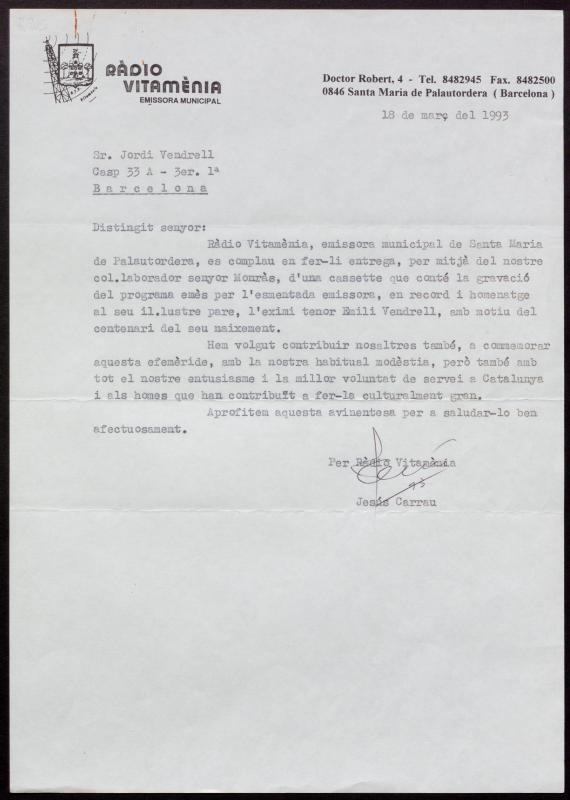 RÀDIO
VITAMÈNIA
EMISSORA MUNICIPAL
Doctor Robert, 4 - Tel. 8482945 Fax. 8482500
0846 Santa Maria de Palautordera ( Barcelona )
18 de març del 1993
Sr. Jordi Vendrell
Casp 33 A - 3er. 1ª
Barcelona
Distingit senyor:
Ràdio Vitamènia, emissora municipal de Santa Maria
de Palautordera, es complau en fer-li entrega, per mitjà del nostre
col.laborador senyor Monràs, d'una cassette que conté la gravació
del programa emès per l'esmentada emissora, en record i homenatge
al seu il.lustre pare, l'eximi tenor Emili Vendrell, amb motiu del
centenari del seu naixement.
Hem volgut contribuir nosaltres també, a commemorar
aquesta efemèride, amb la nostra habitual modèstia, però també amb
tot el nostre entusiasme i la millor voluntat de servei a Catalunya
i als homes que han contribuït a fer-la culturalment gran.
Aprofitem aquesta avinentesa per a saludar-lo ben
afectuosament.
Per Ràdio Vitamènia
Jesús Carrau